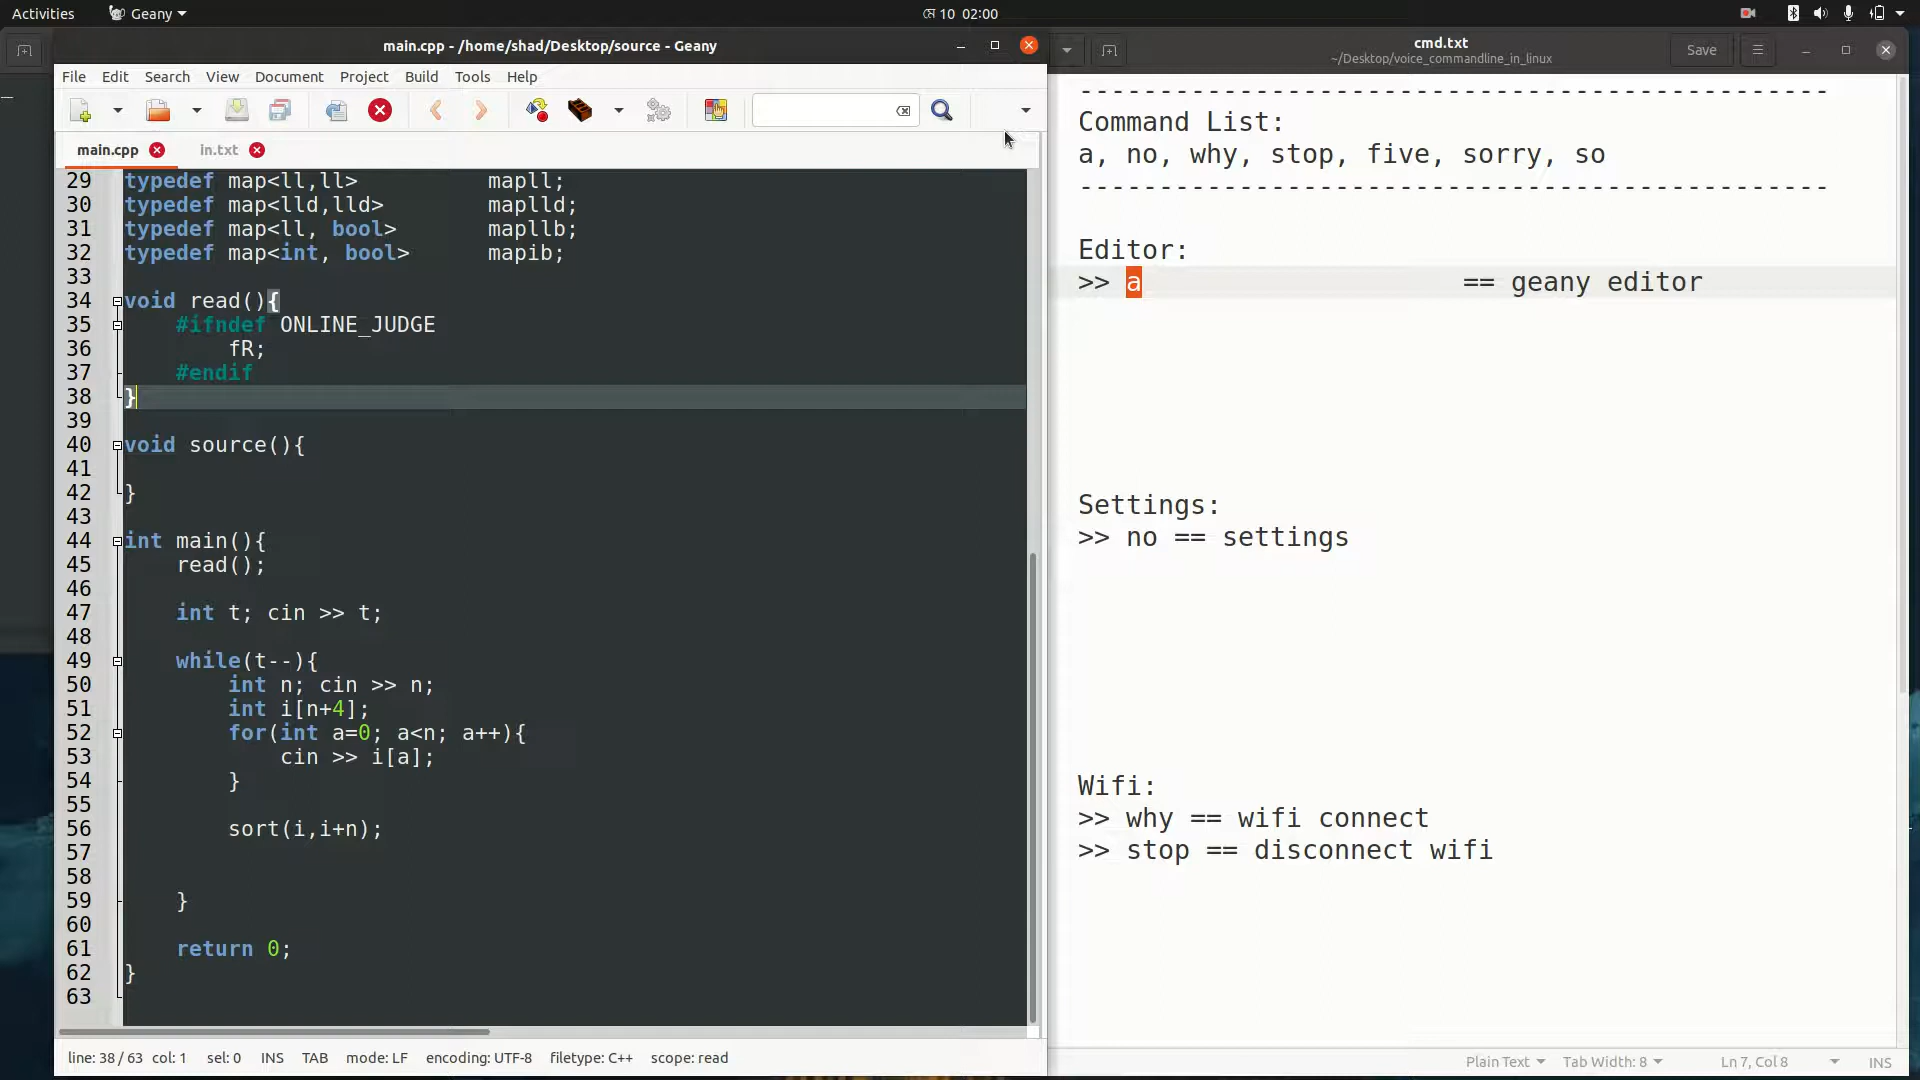 Activities
Geany
মে 10 02:00
main.cpp - /home/shad/Desktop/source - Geany
File Edit Search View Document Project Build Tools Help
main.cpp
in.txt
29 typedef map<ll,ll> mapll;
30 typedef map<lld,lld> maplld;
31 typedef map<ll, bool> mapllb;
32 typedef map<int, bool> mapib;
33
34 void read(){
35 #ifndef ONLINE_JUDGE
36 fR;
37 #endif
38 }
39
40 void source(){
41
42 }
43
44 int main(){
45 read();
46
47 int t; cin >> t;
48
49 while(t--){
50 int n; cin >> n;
51 int i[n+4];
52 for(int a=0; a<n; a++){
53 cin >> i[a];
54 }
55
56 sort(i,i+n);
57
58
59 }
60
61 return 0;
62 }
63
line: 38 / 63 col: 1 sel: 0 INS TAB mode: LF encoding: UTF-8 filetype: C++ scope: read
cmd.txt
~/Desktop/voice_commandline_in_linux
Save
-----------------------------------------------
Command List:
a, no, why, stop, five, sorry, so
-----------------------------------------------
Editor:
>> a == geany editor
Settings:
>> no == settings
Wifi:
>> why == wifi connect
>> stop == disconnect wifi
Plain Text Tab Width: 8 Ln 7, Col 8 INS